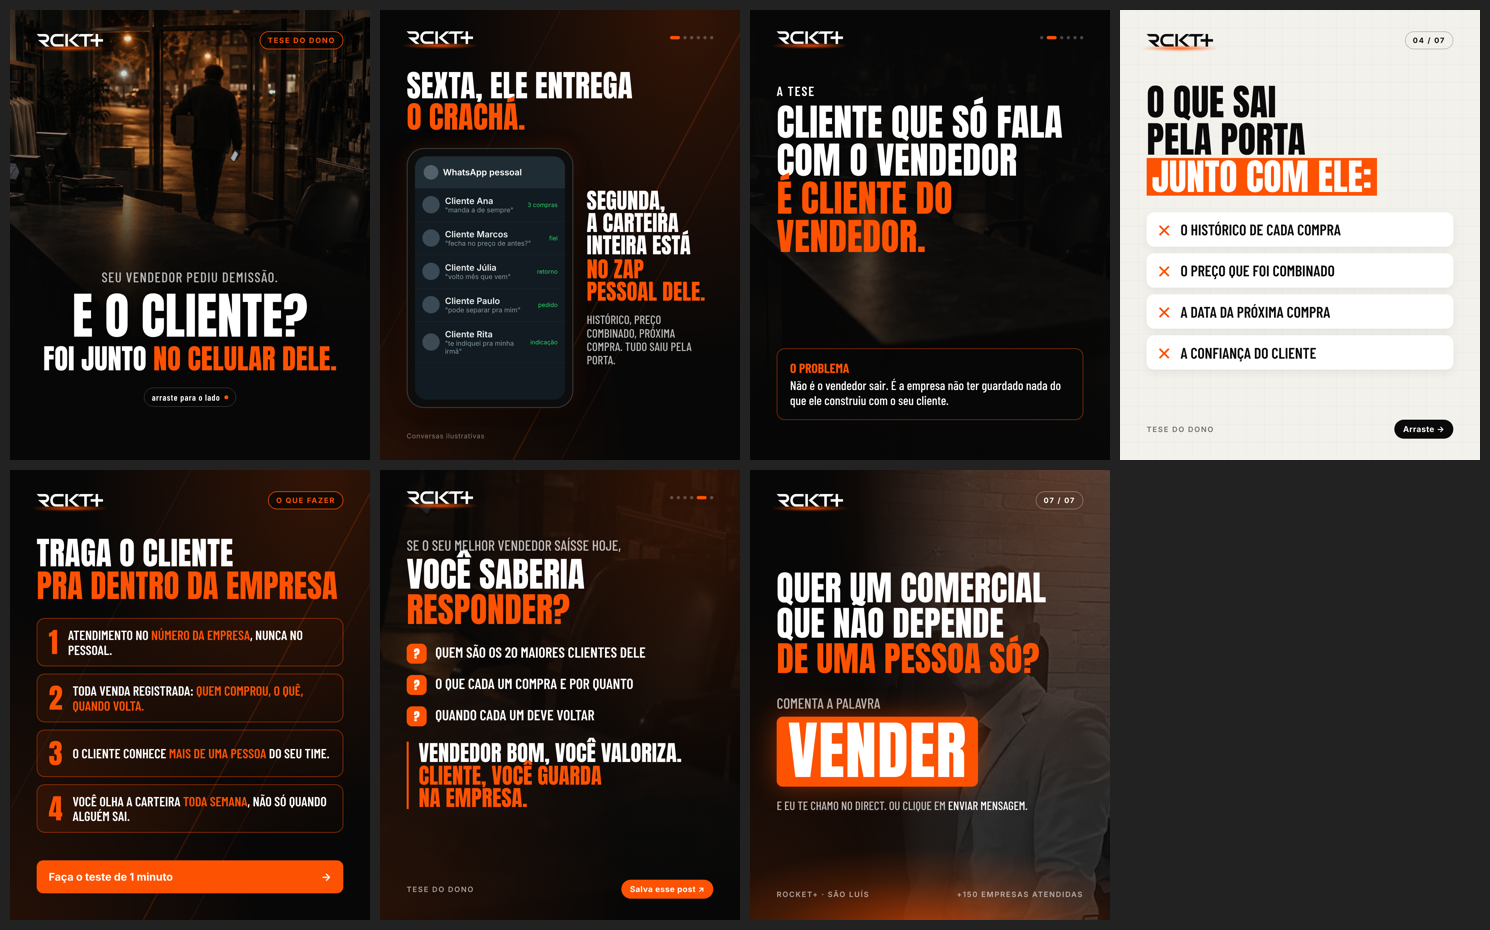 RCKT+
TESE DO DONO
SEU VENDEDOR PEDIU DEMISSÃO.
E O CLIENTE?
FOI JUNTO NO CELULAR DELE.
arraste para o lado
RCKT+
SEXTA, ELE ENTREGA
O CRACHÁ.
WhatsApp pessoal
Cliente Ana
"manda a de sempre"
3 compras
Cliente Marcos
"fecha no preço de antes?"
fiel
Cliente Júlia
"volto mês que vem"
retorno
Cliente Paulo
"pode separar pra mim"
pedido
Cliente Rita
"te indiquei pra minha
irmã"
indicação
SEGUNDA,
A CARTEIRA
INTEIRA ESTÁ
NO ZAP
PESSOAL DELE.
HISTÓRICO, PREÇO
COMBINADO, PRÓXIMA
COMPRA. TUDO SAIU PELA
PORTA.
Conversas ilustrativas
RCKT+
A TESE
CLIENTE QUE SÓ FALA
COM O VENDEDOR
É CLIENTE DO
VENDEDOR.
O PROBLEMA
Não é o vendedor sair. É a empresa não ter guardado nada do
que ele construiu com o seu cliente.
RCKT+
04 / 07
O QUE SAI
PELA PORTA
JUNTO COM ELE:
× O HISTÓRICO DE CADA COMPRA
× O PREÇO QUE FOI COMBINADO
× A DATA DA PRÓXIMA COMPRA
× A CONFIANÇA DO CLIENTE
TESE DO DONO
Arraste →
RCKT+
O QUE FAZER
TRAGA O CLIENTE
PRA DENTRO DA EMPRESA
1 ATENDIMENTO NO NÚMERO DA EMPRESA, NUNCA NO
PESSOAL.
2 TODA VENDA REGISTRADA: QUEM COMPROU, O QUÊ,
QUANDO VOLTA.
3 O CLIENTE CONHECE MAIS DE UMA PESSOA DO SEU TIME.
4 VOCÊ OLHA A CARTEIRA TODA SEMANA, NÃO SÓ QUANDO
ALGUÉM SAI.
Faça o teste de 1 minuto →
RCKT+
SE O SEU MELHOR VENDEDOR SAÍSSE HOJE,
VOCÊ SABERIA
RESPONDER?
? QUEM SÃO OS 20 MAIORES CLIENTES DELE
? O QUE CADA UM COMPRA E POR QUANTO
? QUANDO CADA UM DEVE VOLTAR
VENDEDOR BOM, VOCÊ VALORIZA.
CLIENTE, VOCÊ GUARDA
NA EMPRESA.
TESE DO DONO
Salva esse post ↗
RCKT+
07 / 07
QUER UM COMERCIAL
QUE NÃO DEPENDE
DE UMA PESSOA SÓ?
COMENTA A PALAVRA
VENDER
E EU TE CHAMO NO DIRECT. OU CLIQUE EM ENVIAR MENSAGEM.
ROCKET+ · SÃO LUÍS
+150 EMPRESAS ATENDIDAS